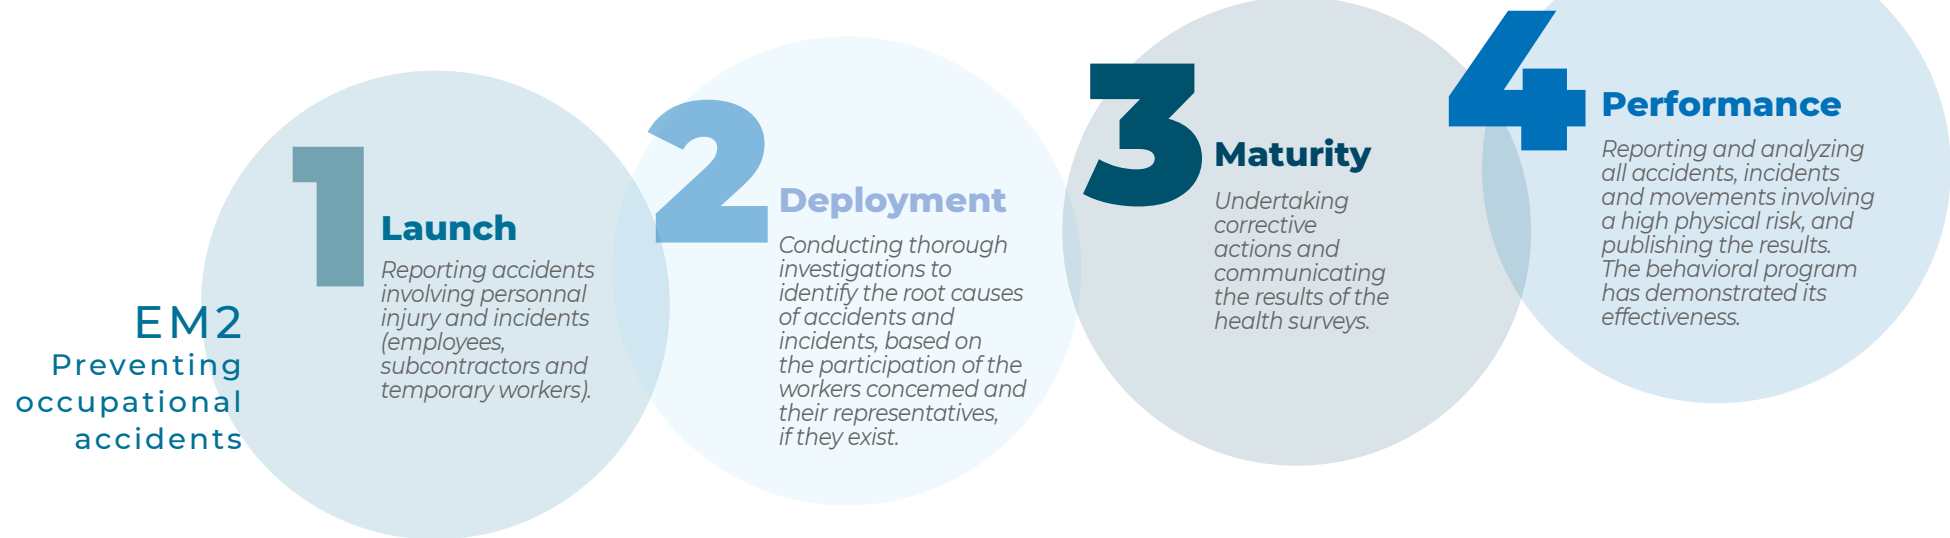 EM2
Preventing
occupational
accidents
1
Launch
Reporting accidents
involving personnal
injury and incidents
(employees,
subcontractors and
temporary workers).
2
Deployment
Conducting thorough
investigations to
identify the root causes
of accidents and
incidents, based on
the participation of the
workers concemed and
their representatives,
if they exist.
3
Maturity
Undertaking
corrective
actions and
communicating
the results of the
health surveys.
4
Performance
Reporting and analyzing
all accidents, incidents
and movements involving
a high physical risk, and
publishing the results.
The behavioral program
has demonstrated its
effectiveness.